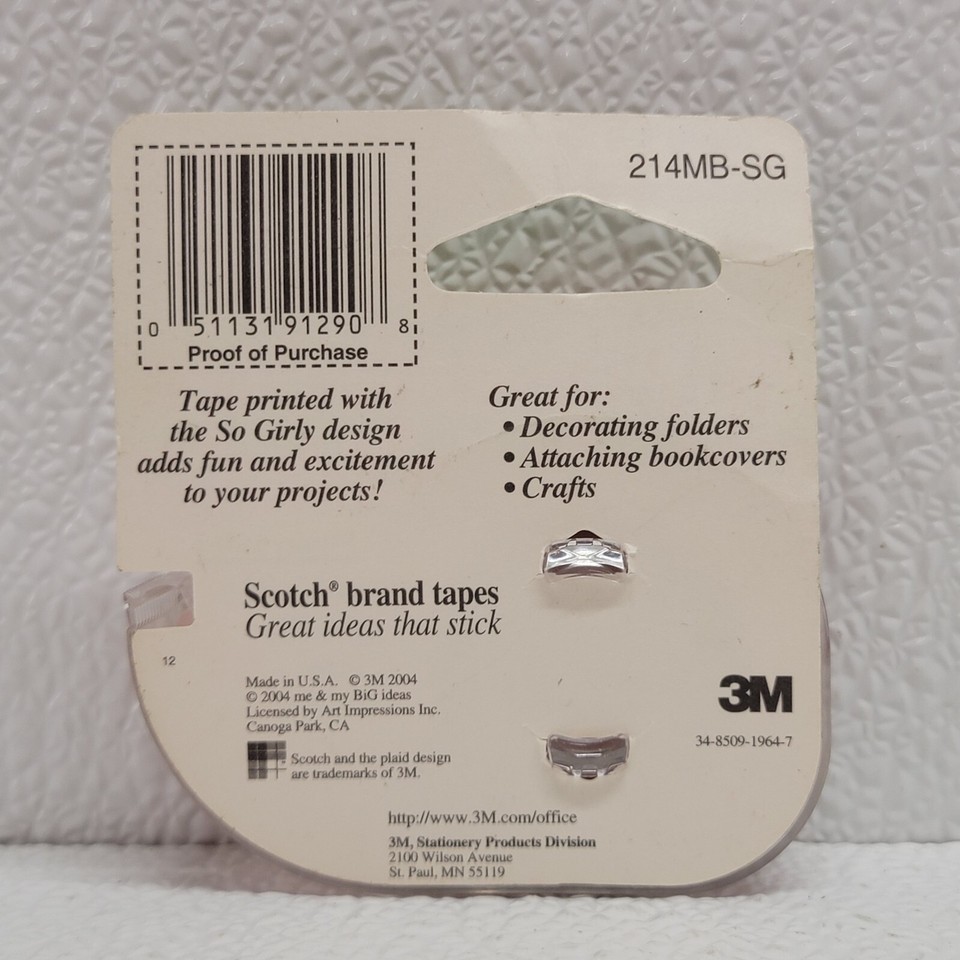 214MB-SG
0 51131 91290 8
Proof of Purchase
Tape printed with
the So Girly design
adds fun and excitement
to your projects!
Great for:
• Decorating folders
• Attaching bookcovers
• Crafts
Scotch® brand tapes
Great ideas that stick
12
Made in U.S.A. © 3M 2004
© 2004 me & my BiG ideas
Licensed by Art Impressions Inc.
Canoga Park, CA
Scotch and the plaid design
are trademarks of 3M.
3M
34-8509-1964-7
http://www.3M.com/office
3M, Stationery Products Division
2100 Wilson Avenue
St. Paul, MN 55119